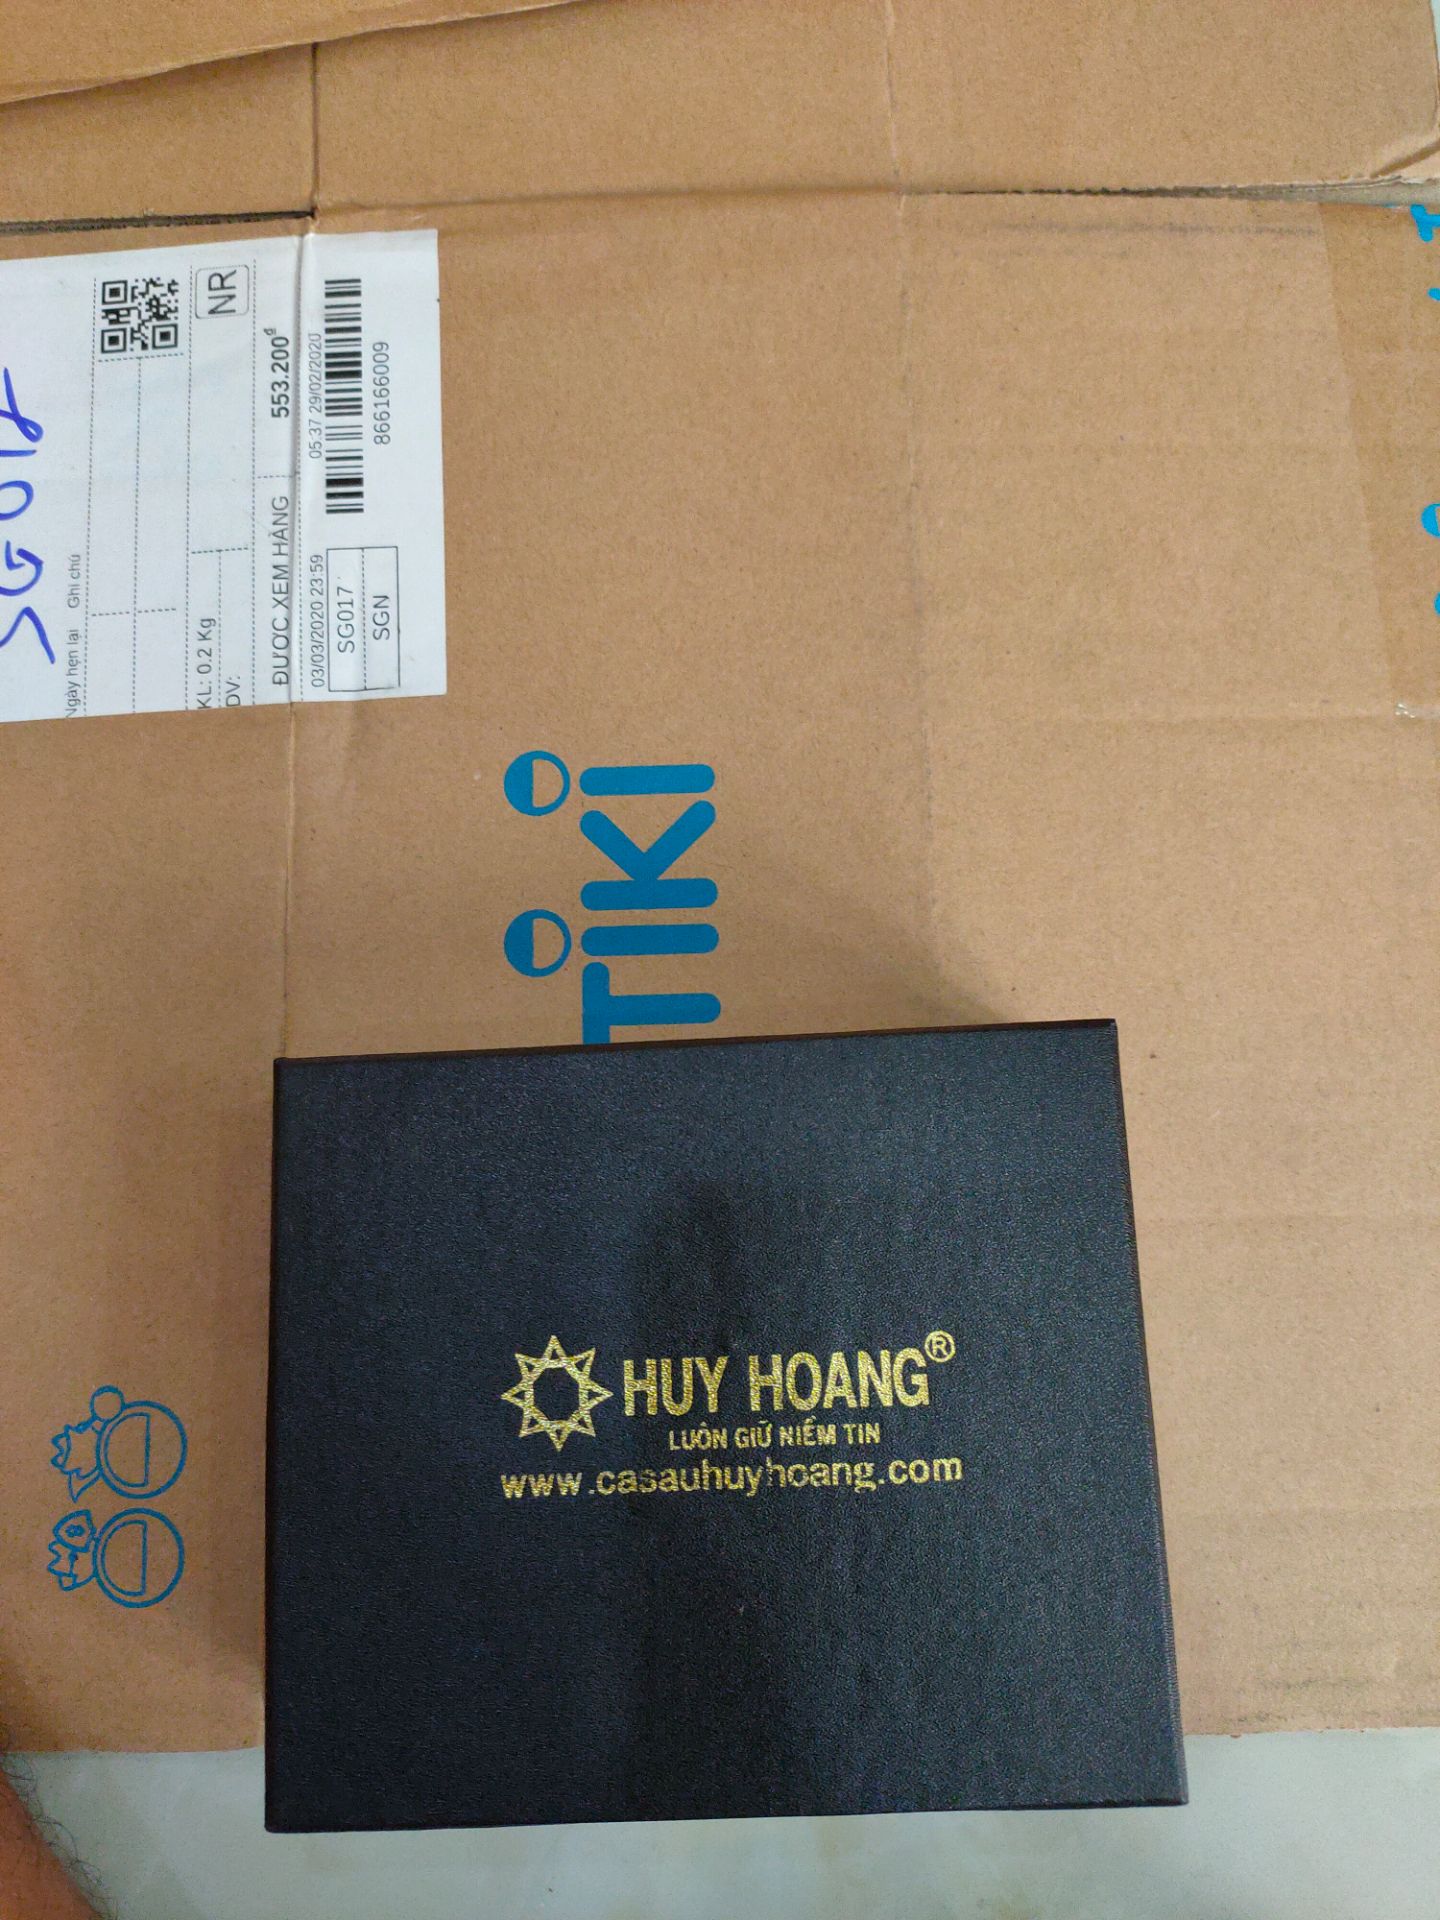 SG017
Ngày hẹn lại Ghi chú
KL: 0.2 Kg
DV:
NR
ĐƯỢC XEM HÀNG 553.200đ
03/03/2020 23:59 05:37 29/02/2020
SG017
SGN
866166009
TIKI
HUY HOANG®
LUÔN GIỮ NIỀM TIN
www.casauhuyhoang.com